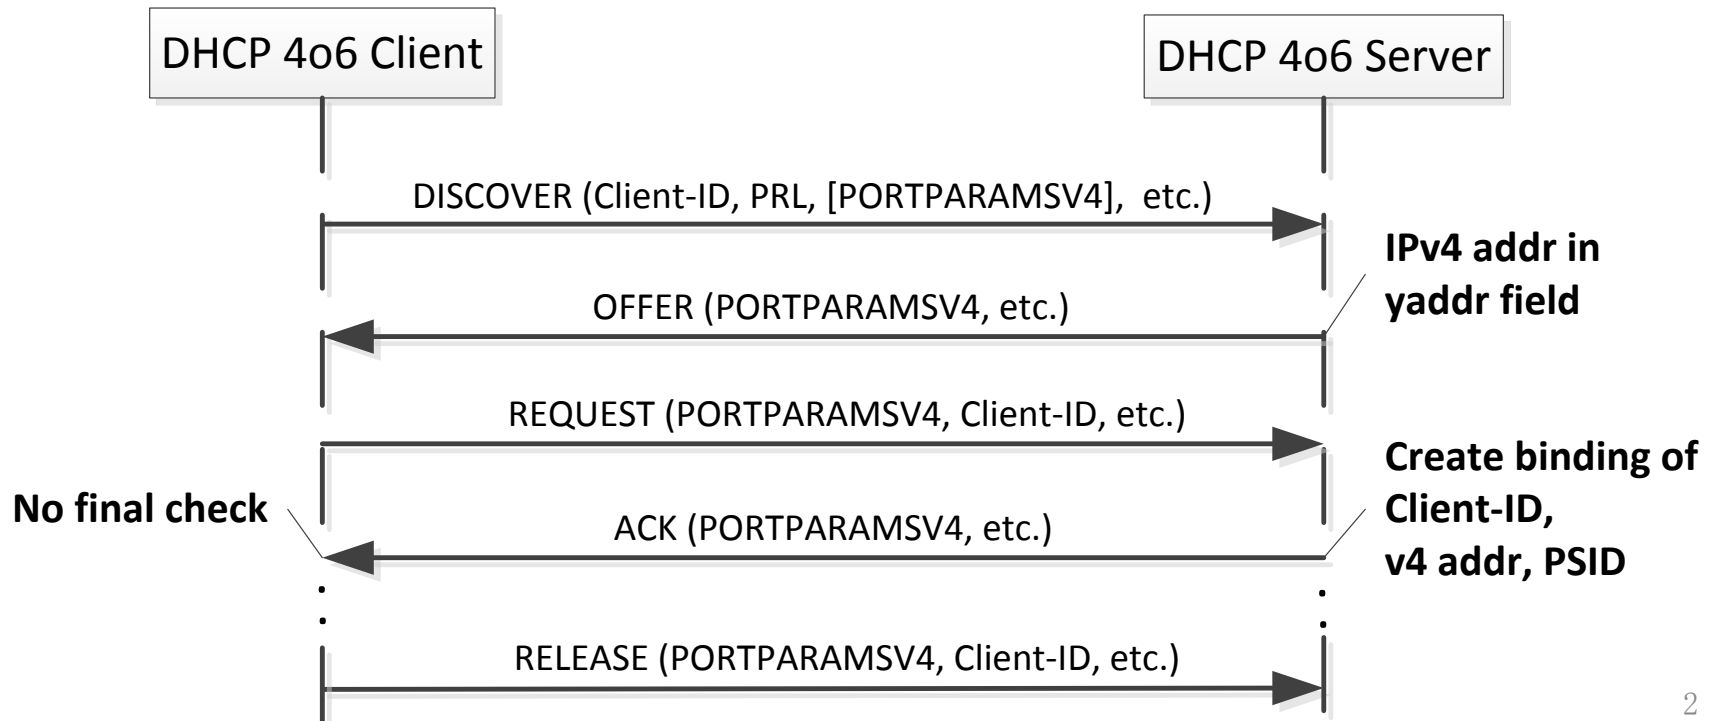 DHCP 4o6 Client
DHCP 4o6 Server
DISCOVER (Client-ID, PRL, [PORTPARAMSV4], etc.)
IPv4 addr in
yaddr field
OFFER (PORTPARAMSV4, etc.)
REQUEST (PORTPARAMSV4, Client-ID, etc.)
Create binding of
Client-ID,
v4 addr, PSID
No final check
ACK (PORTPARAMSV4, etc.)
RELEASE (PORTPARAMSV4, Client-ID, etc.)
2